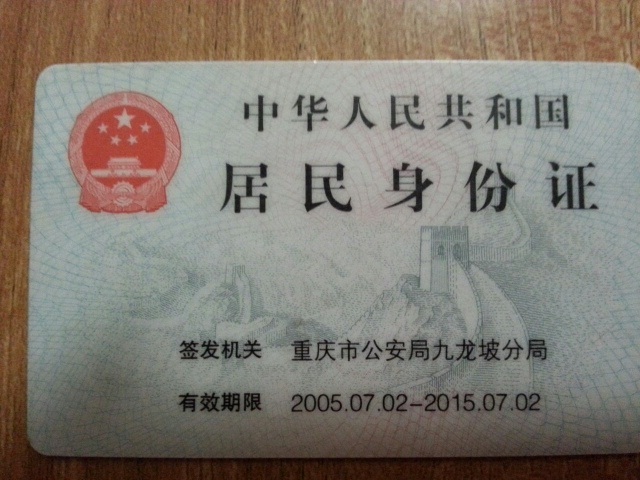 中华人民共和国
居民身份证
签发机关 重庆市公安局九龙坡分局
有效期限 2005.07.02-2015.07.02